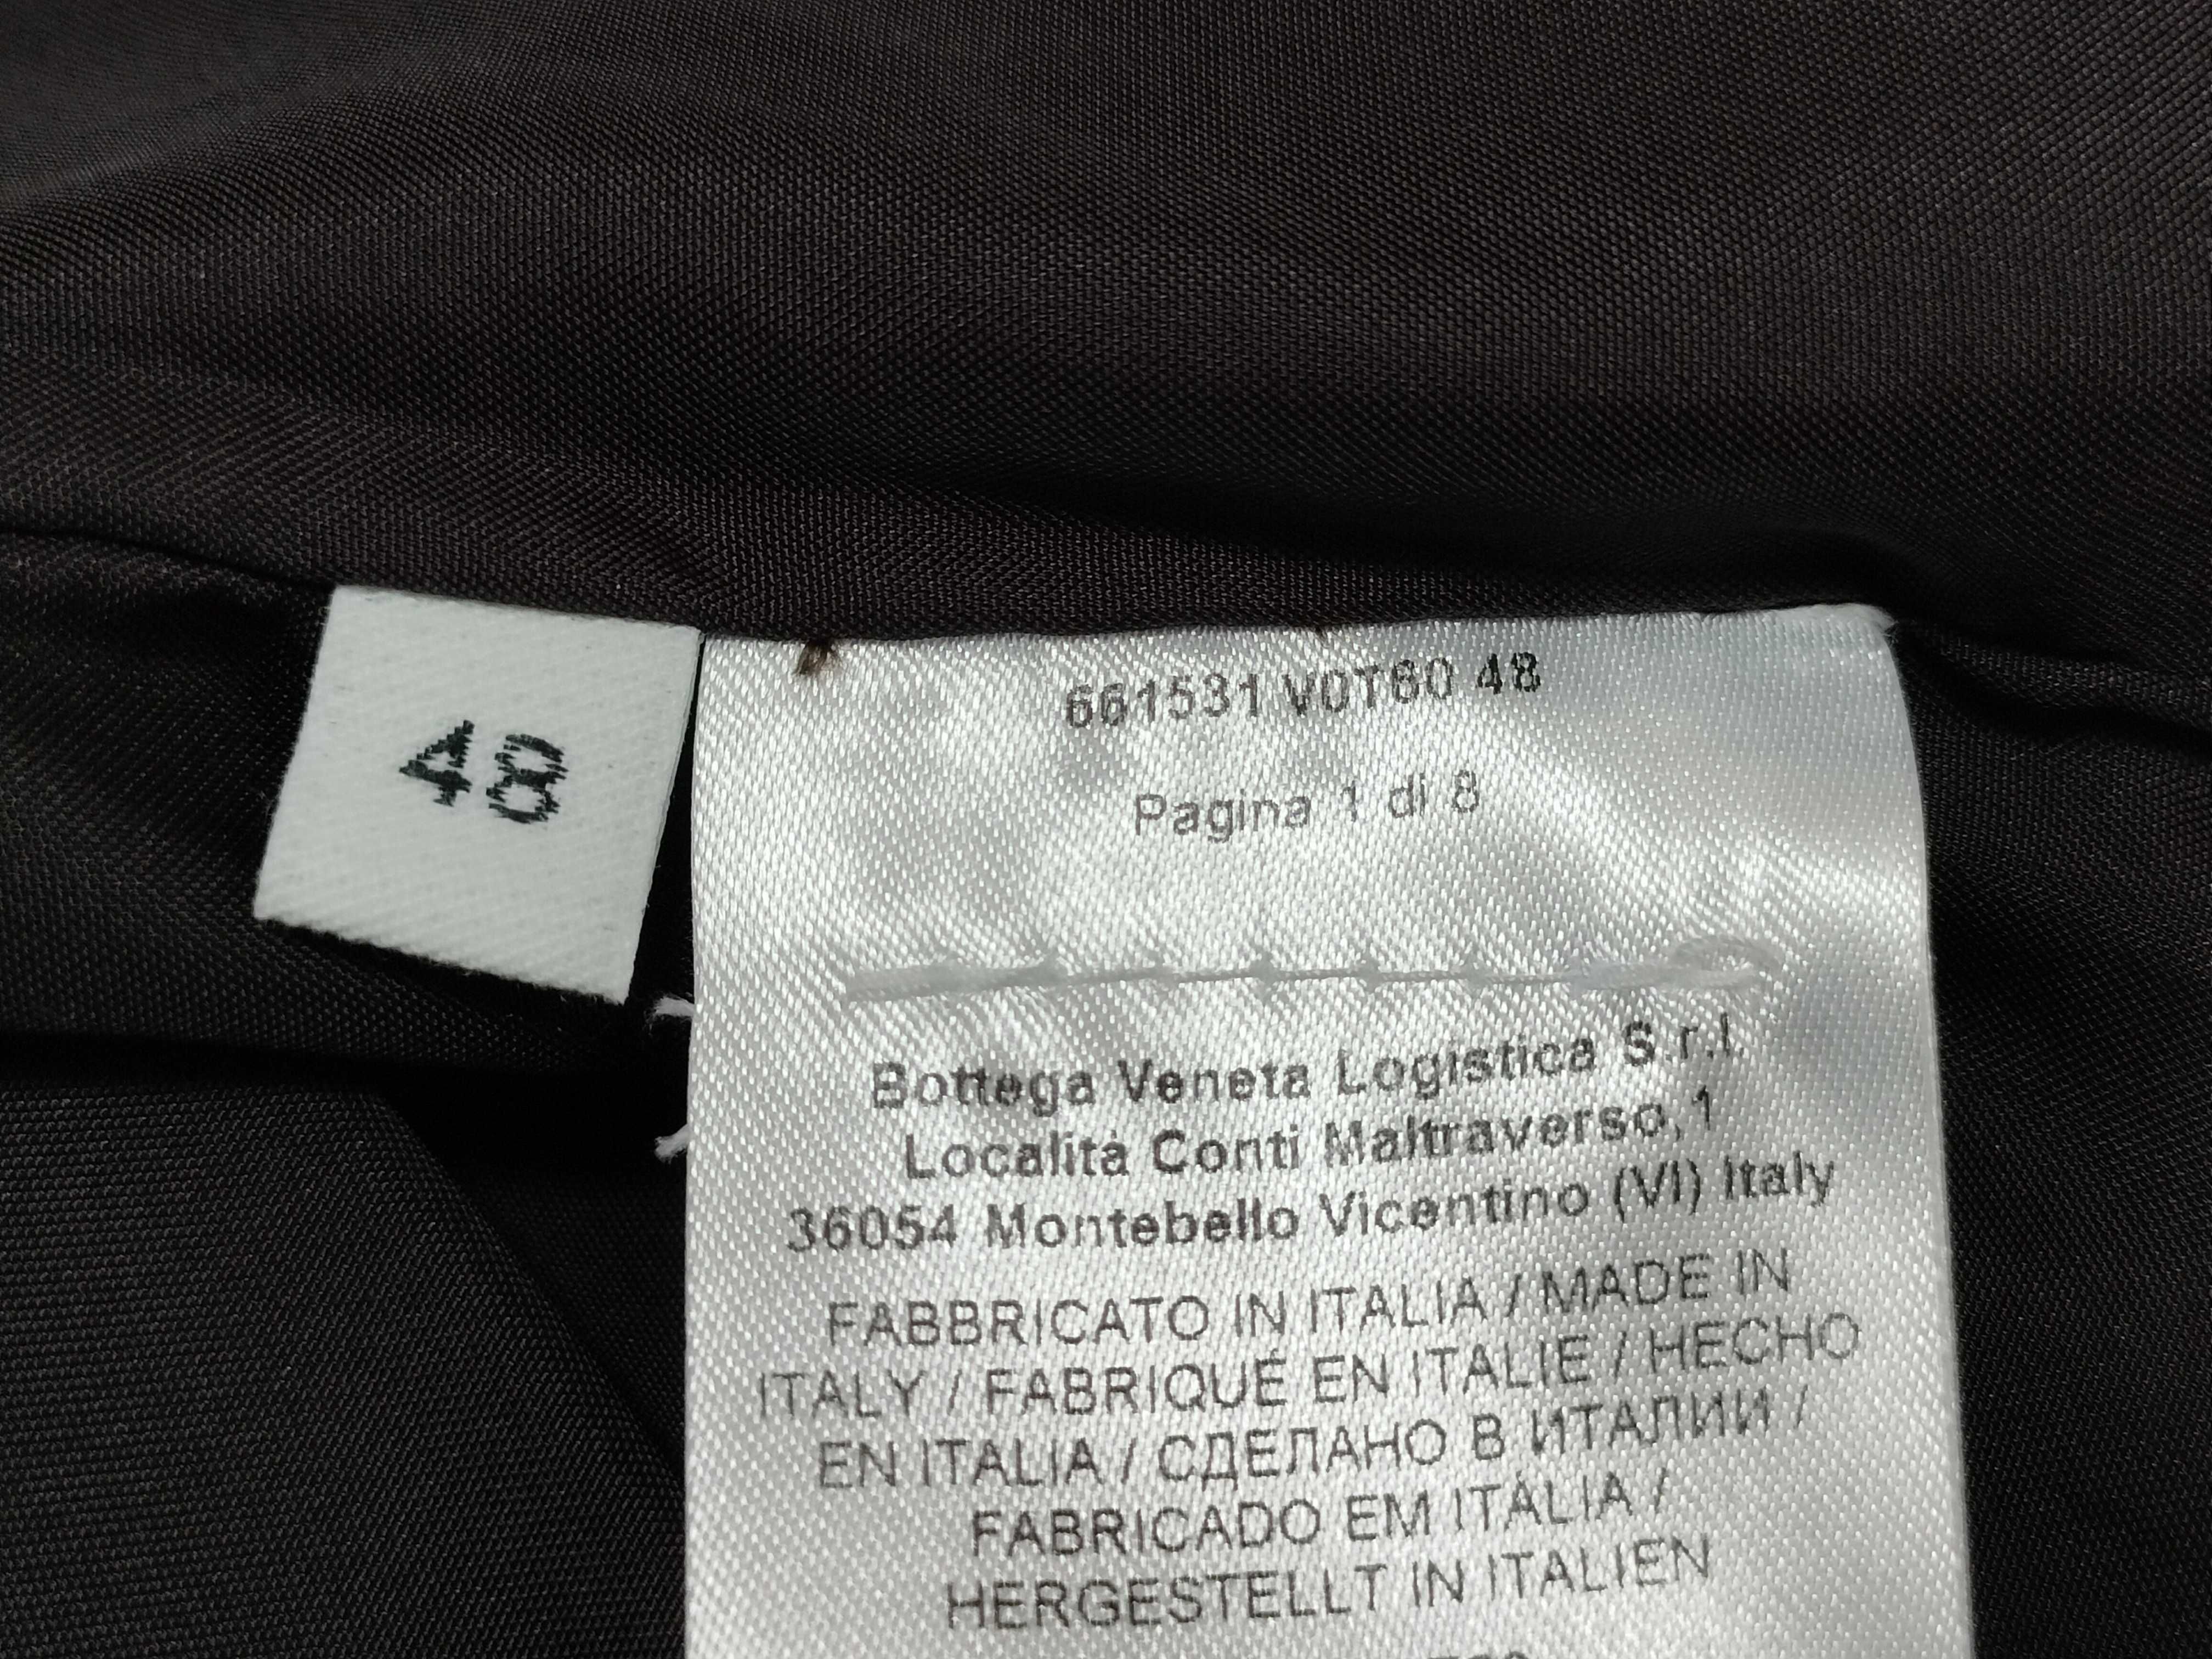 48
661531 V0T60 48
Pagina 1 di 8
Bottega Veneta Logistica S.r.l.
Località Conti Maltraverso,1
36054 Montebello Vicentino (VI) Italy
FABBRICATO IN ITALIA / MADE IN
ITALY / FABRIQUÉ EN ITALIE / HECHO
EN ITALIA / СДЕЛАНО В ИТАЛИИ /
FABRICADO EM ITÁLIA /
HERGESTELLT IN ITALIEN